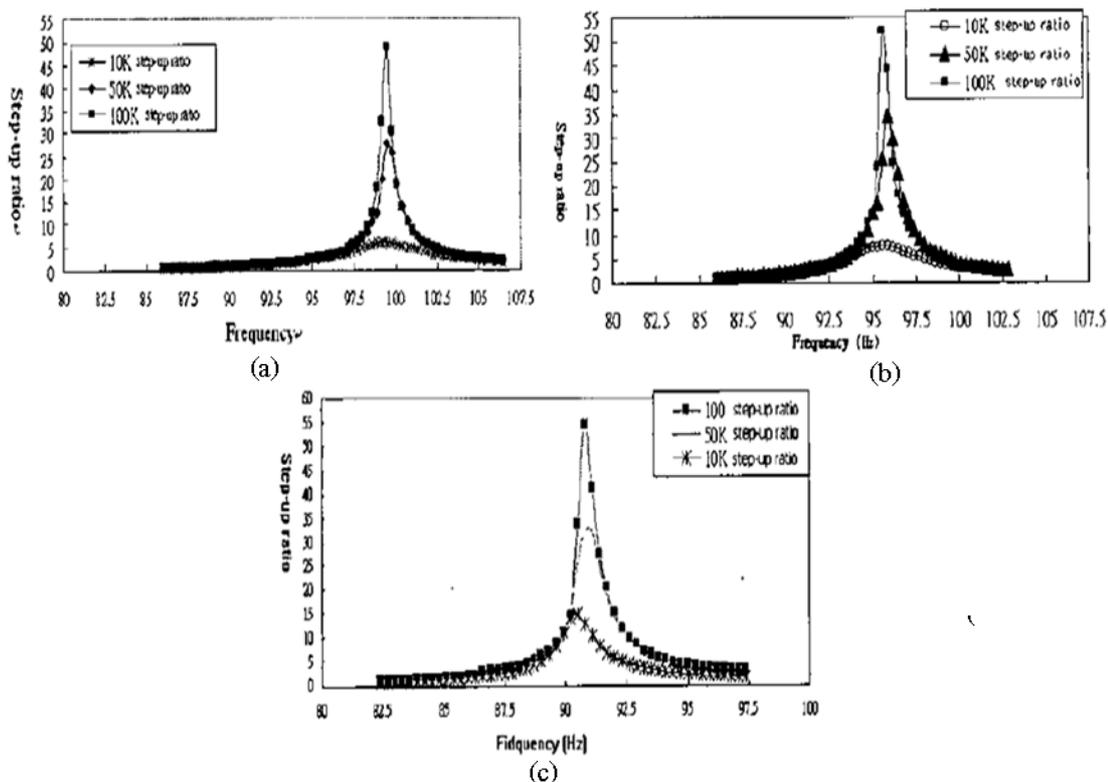 55
50
45
40
35
30
25
20
15
10
5
0
Step-up ratio↵
10K step-up ratio
50K step-up ratio
100K step-up ratio
80 82.5 85 87.5 90 92.5 95 97.5 100 102.5 105 107.5
Frequency↵
(a)
55
50
45
40
35
30
25
20
15
10
5
0
Step-up ratio
10K step-up ratio
50K step-up ratio
100K step-up ratio
80 82.5 85 87.5 90 92.5 95 97.5 100 102.5 105 107.5
Frequency (Hz)
(b)
60
55
50
45
40
35
30
25
20
15
10
5
0
Step-up ratio
100 step-up ratio
50K step-up ratio
10K step-up ratio
80 82.5 85 87.5 90 92.5 95 97.5 100
Fidquency (Hz)
(c)